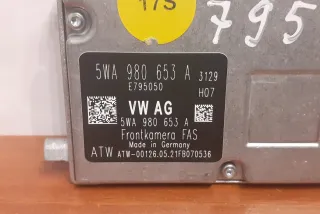 17S
795
5WA 980 653 A 3129
E795050 H07
VW AG
5WA 980 653 A
Frontkamera FAS
Made in Germany
ATW ATW-00126.05.21FB070536